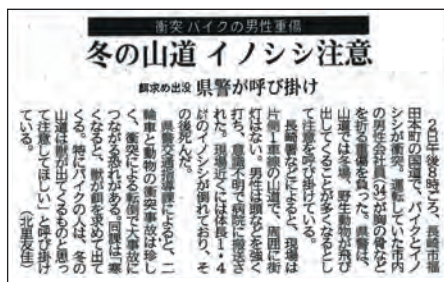 衝突 バイクの男性重傷
冬の山道 イノシシ注意
餌求め出没 県警が呼び掛け
2日午後8時ごろ、長崎市福
田本町の国道で、バイクとイノ
シシが衝突。運転していた市内
の男性会社員(34)が胸の骨など
を折る重傷を負った。県警は、
山道では冬場、野生動物が飛び
出してくることが多くなるとし
て注意を呼び掛けている。
長崎署などによると、現場は
片側1車線の山道で、周囲に街
灯はない。男性は頭などを強く
打ち、意識不明で病院に搬送さ
れた。現場近くには体長1・4
㍍のイノシシが倒れており、そ
の後死んだ。
県警交通指導課によると、二
輪車と動物の衝突事故は珍し
く、衝突による転倒で大事故に
つながる恐れがある。同課は「寒
くなると、獣が餌を求めて出て
くる。特にバイクの人は、冬の
山道は獣が出てくるものと思っ
て注意してほしい」と呼び掛け
ている。
(北里友佳)